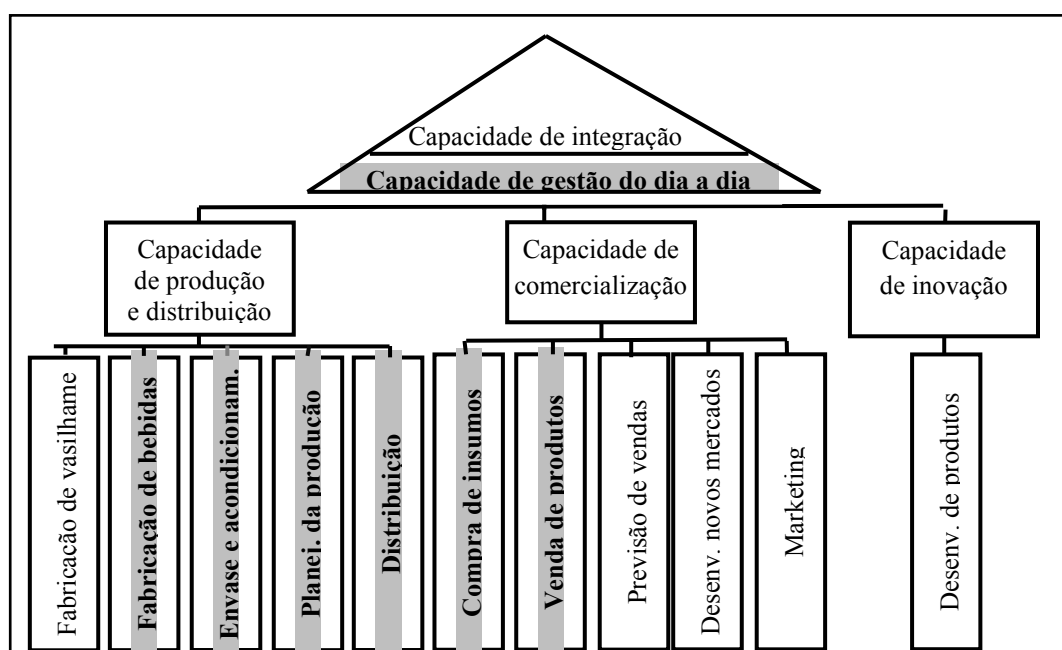 Capacidade de integração
Capacidade de gestão do dia a dia
Capacidade
de produção
e distribuição
Capacidade de
comercialização
Capacidade
de inovação
Fabricação de vasilhame
Fabricação de bebidas
Envase e acondicionam.
Planej. da produção
Distribuição
Compra de insumos
Venda de produtos
Previsão de vendas
Desenv. novos mercados
Marketing
Desenv. de produtos